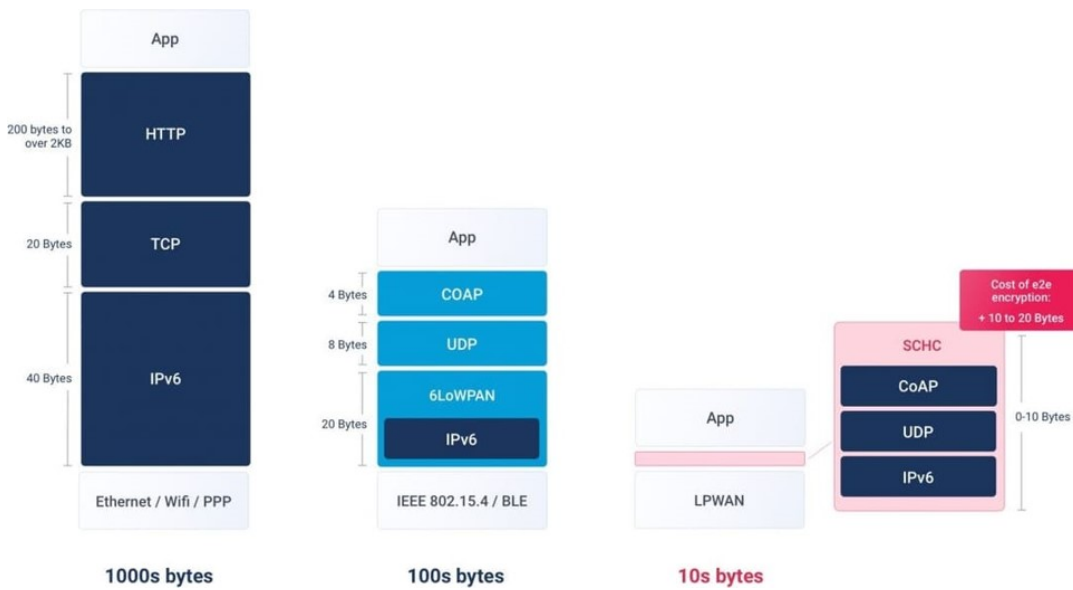 App
200 bytes to
over 2KB
HTTP
20 Bytes
TCP
40 Bytes
IPv6
Ethernet / Wifi / PPP
1000s bytes
App
4 Bytes
COAP
8 Bytes
UDP
20 Bytes
6LoWPAN
IPv6
IEEE 802.15.4 / BLE
100s bytes
App
LPWAN
10s bytes
Cost of e2e
encryption:
+ 10 to 20 Bytes
SCHC
CoAP
UDP
IPv6
0-10 Bytes